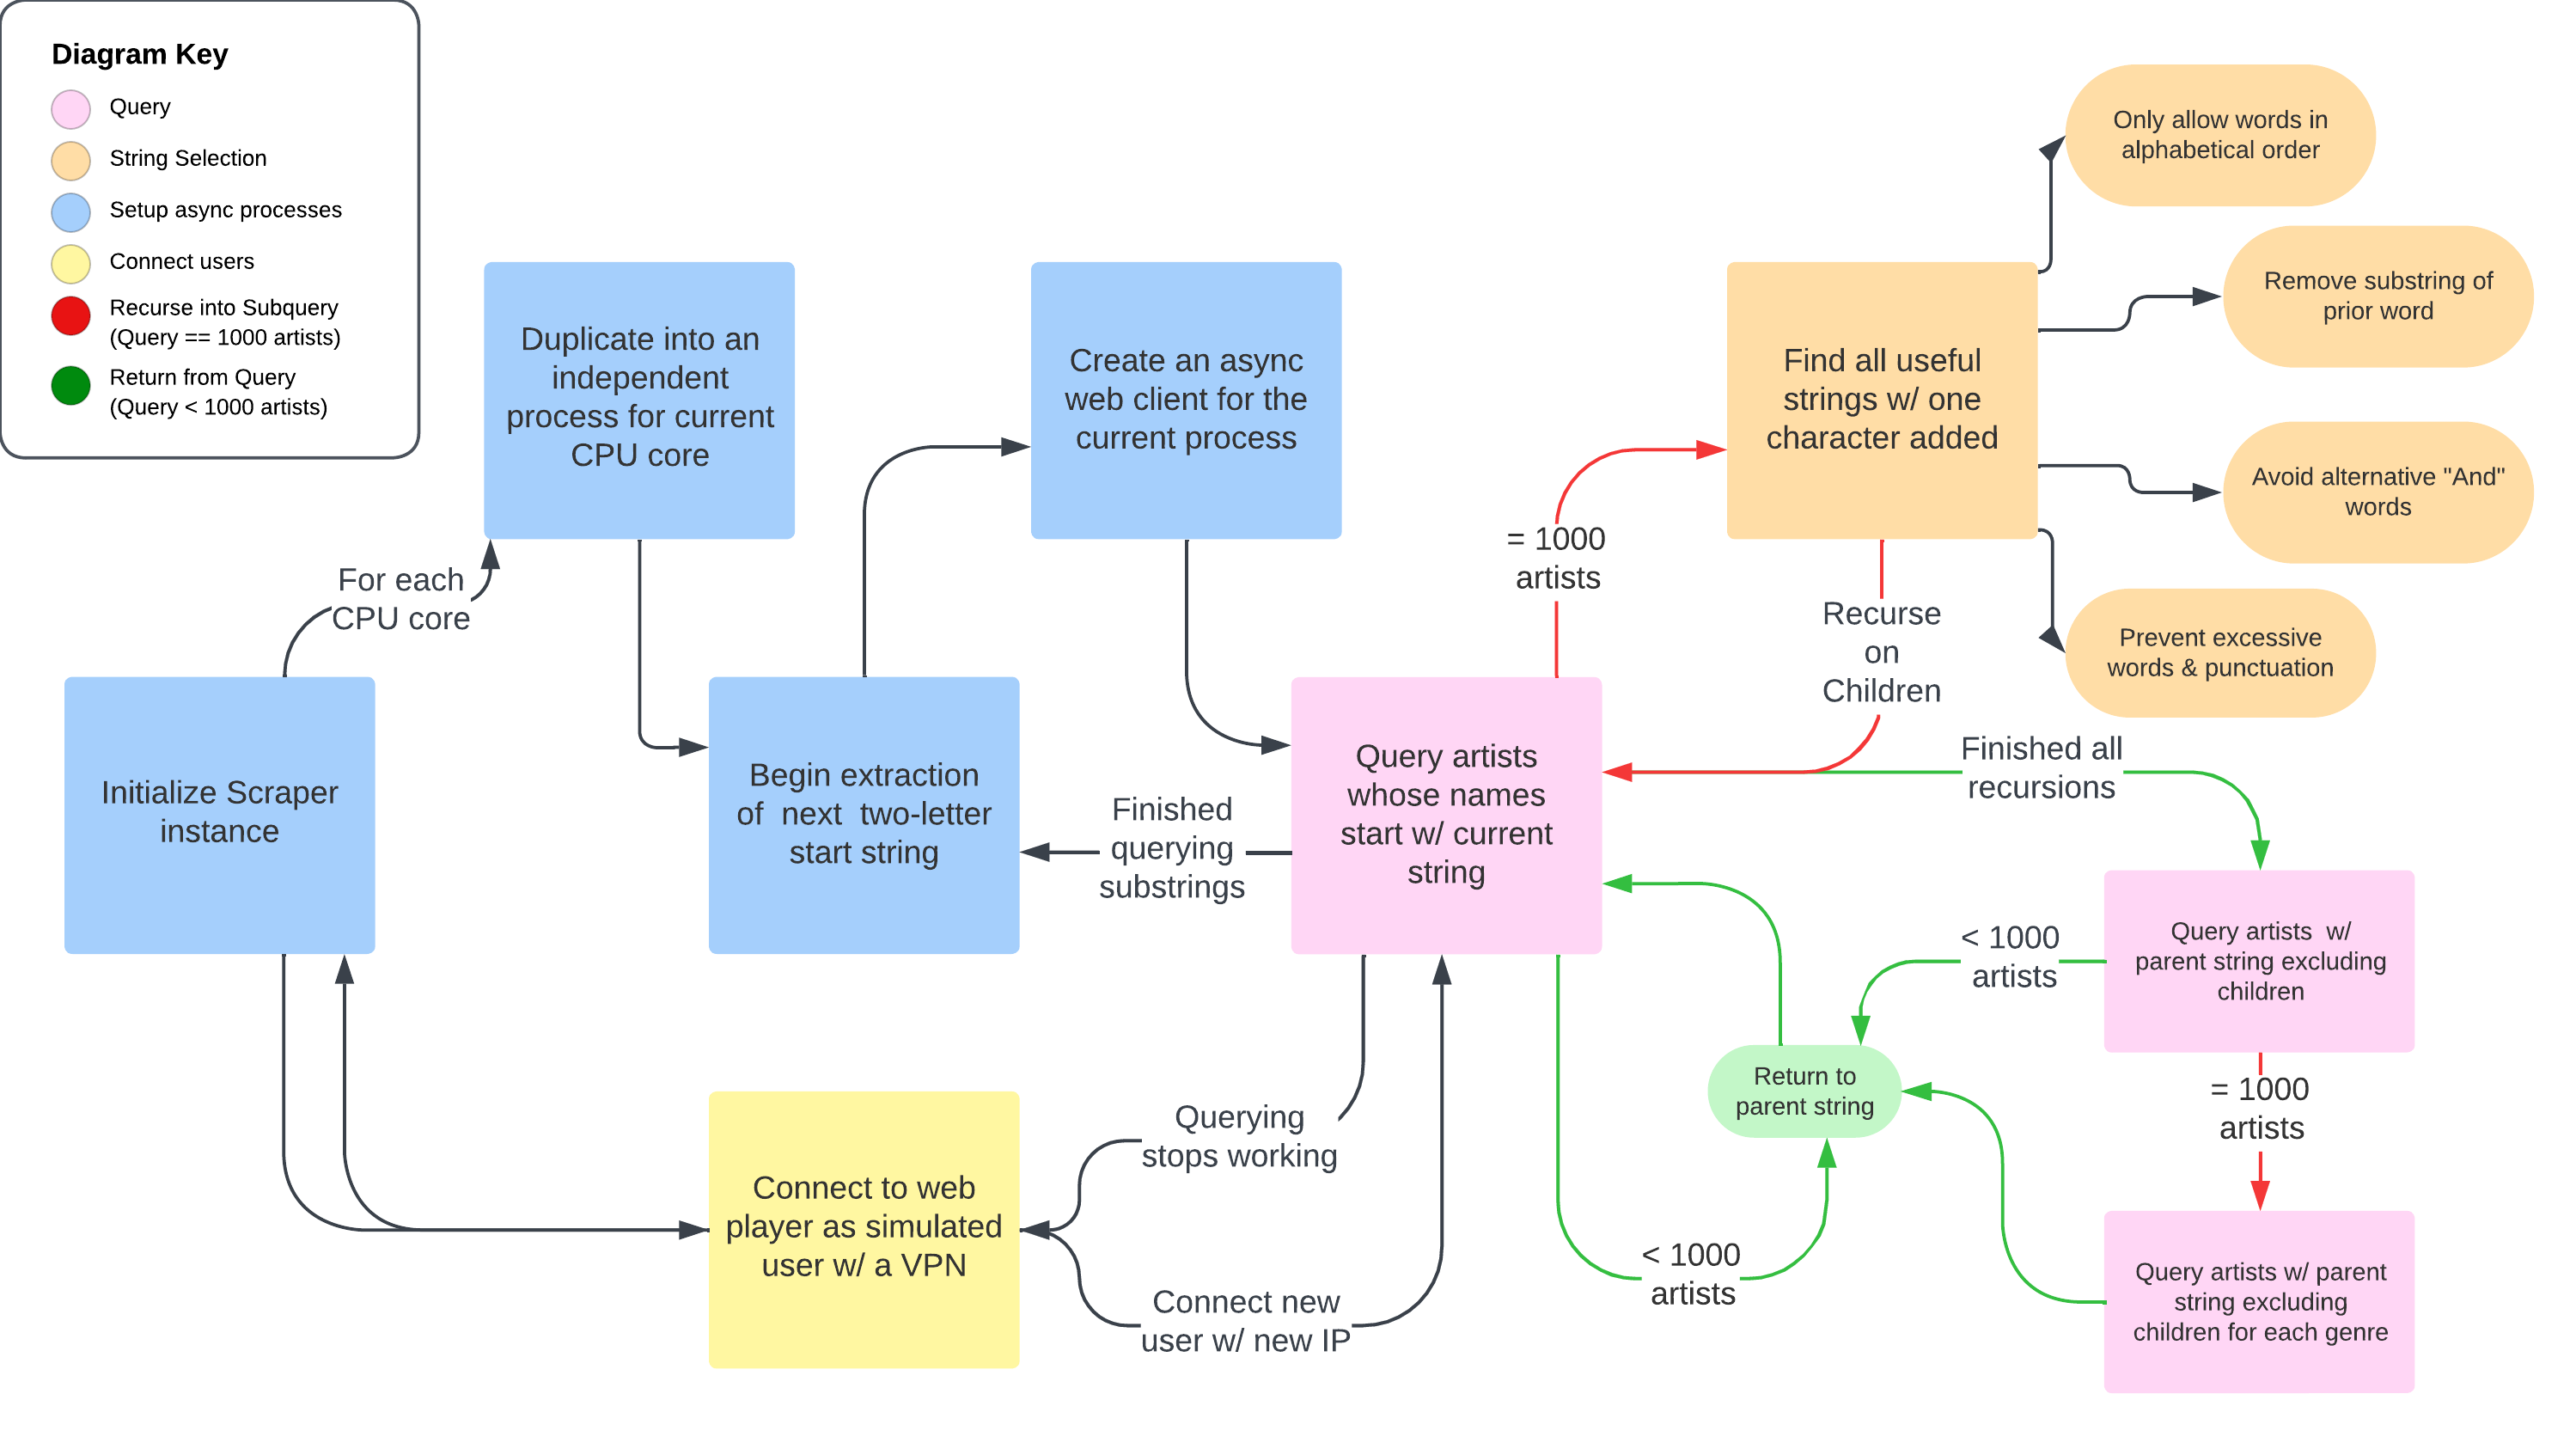 Diagram Key
Query
String Selection
Setup async processes
Connect users
Recurse into Subquery
(Query == 1000 artists)
Return from Query
(Query < 1000 artists)
Only allow words in
alphabetical order
Remove substring of
prior word
Avoid alternative "And"
words
Prevent excessive
words & punctuation
Duplicate into an
independent
process for current
CPU core
Create an async
web client for the
current process
Find all useful
strings w/ one
character added
= 1000
artists
For each
CPU core
Recurse
on
Children
Initialize Scraper
instance
Begin extraction
of next two-letter
start string
Finished
querying
substrings
Query artists
whose names
start w/ current
string
Finished all
recursions
Query artists w/
parent string excluding
children
< 1000
artists
Return to
parent string
= 1000
artists
Querying
stops working
Connect to web
player as simulated
user w/ a VPN
Connect new
user w/ new IP
< 1000
artists
Query artists w/ parent
string excluding
children for each genre